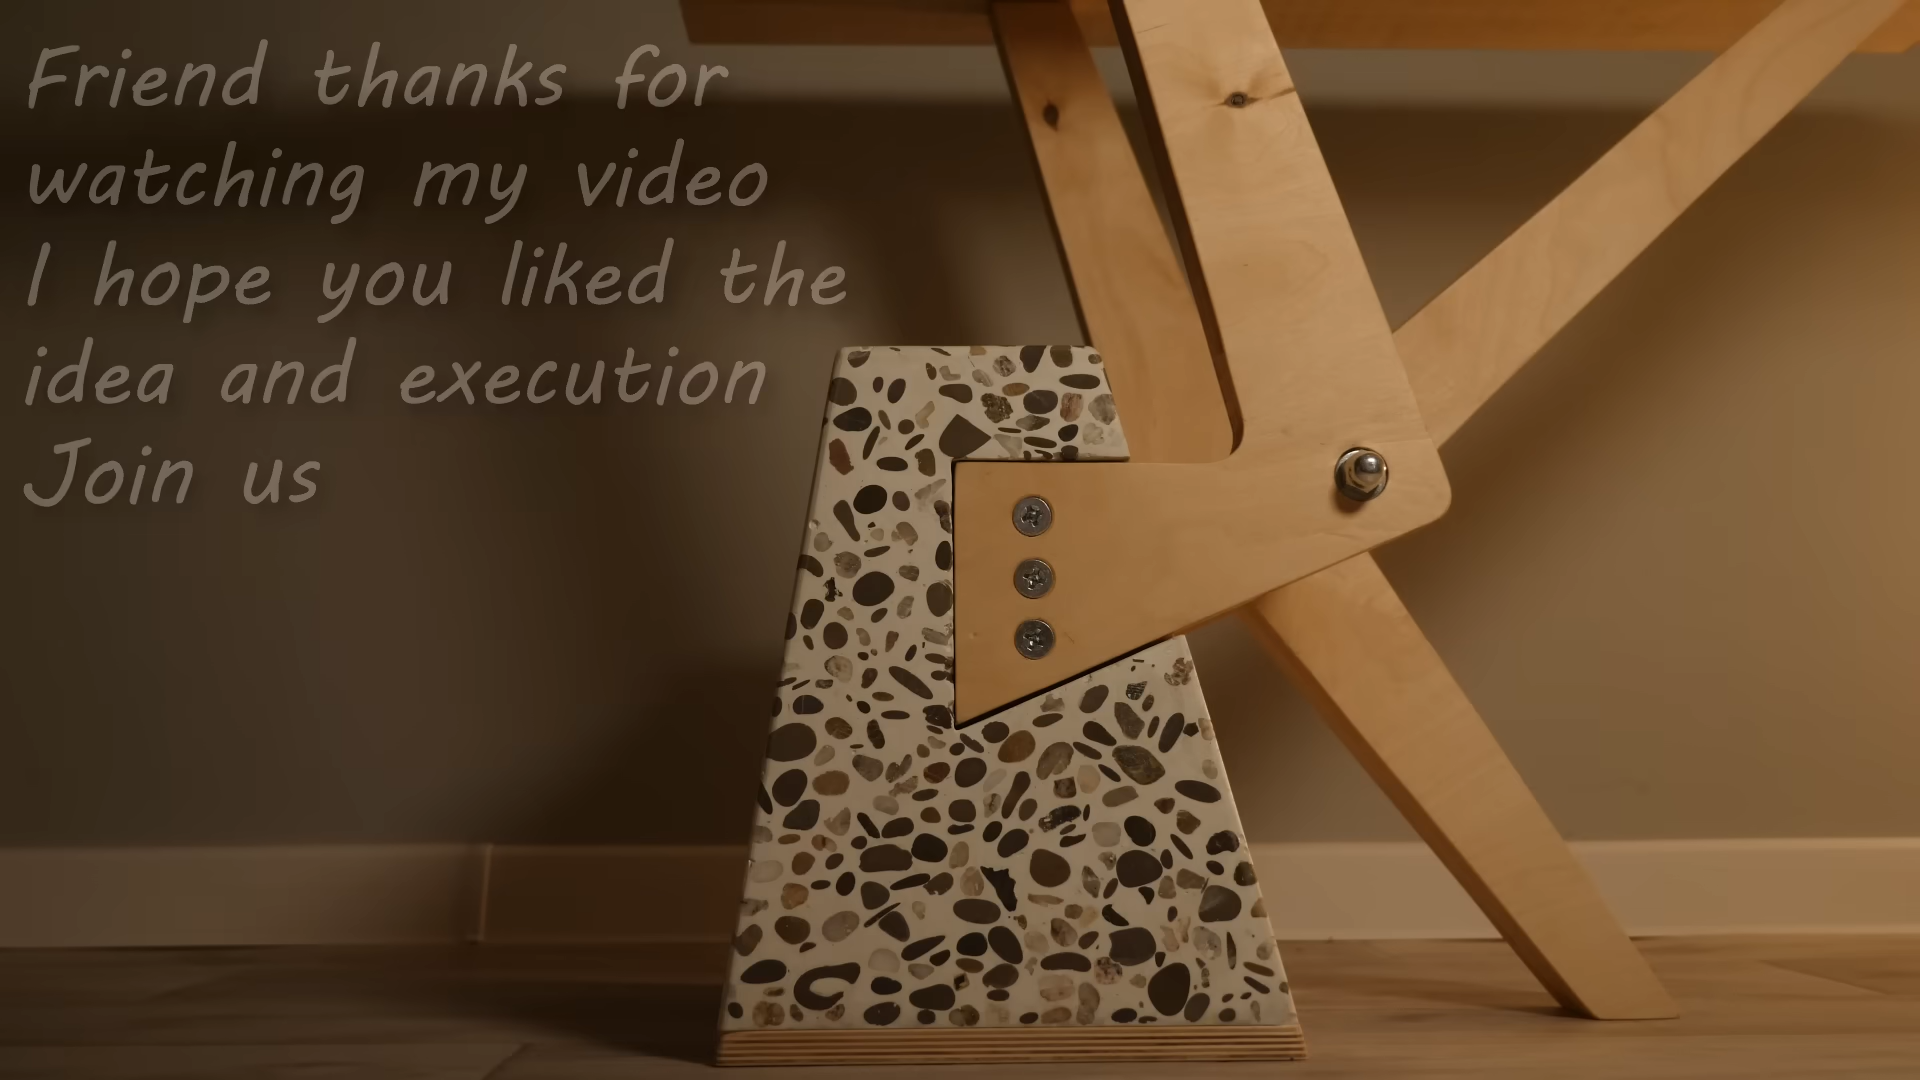 Friend thanks for
watching my video
I hope you liked the
idea and execution
Join us